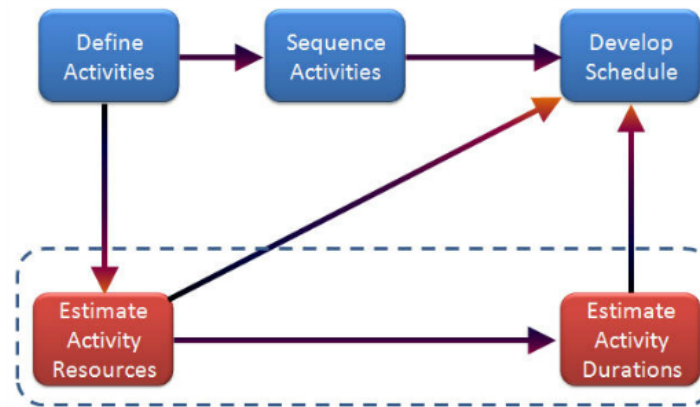 Define
Activities
Sequence
Activities
Develop
Schedule
Estimate
Activity
Resources
Estimate
Activity
Durations